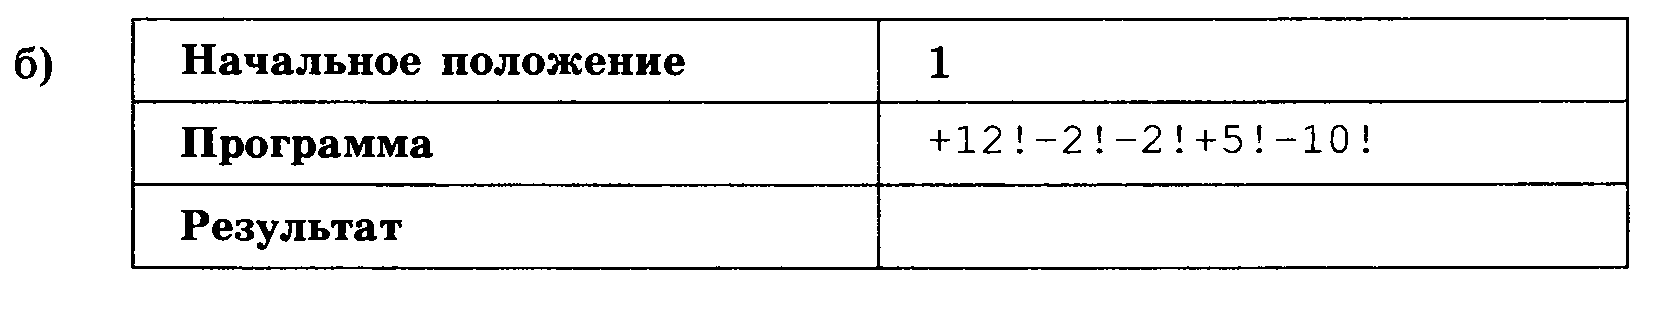 б)
Начальное положение 1
Программа +12!-2!-2!+5!-10!
Результат